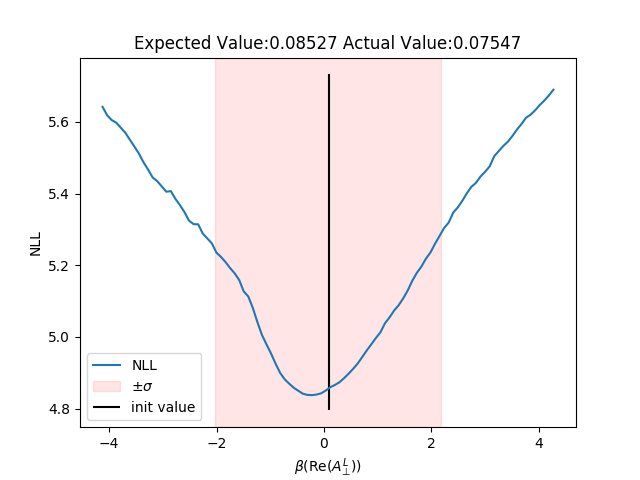 Expected Value:0.08527 Actual Value:0.07547
NLL
5.6
5.4
5.2
5.0
4.8
NLL
±σ
init value
−4 −2 0 2 4
β(Re(A⊥^L))